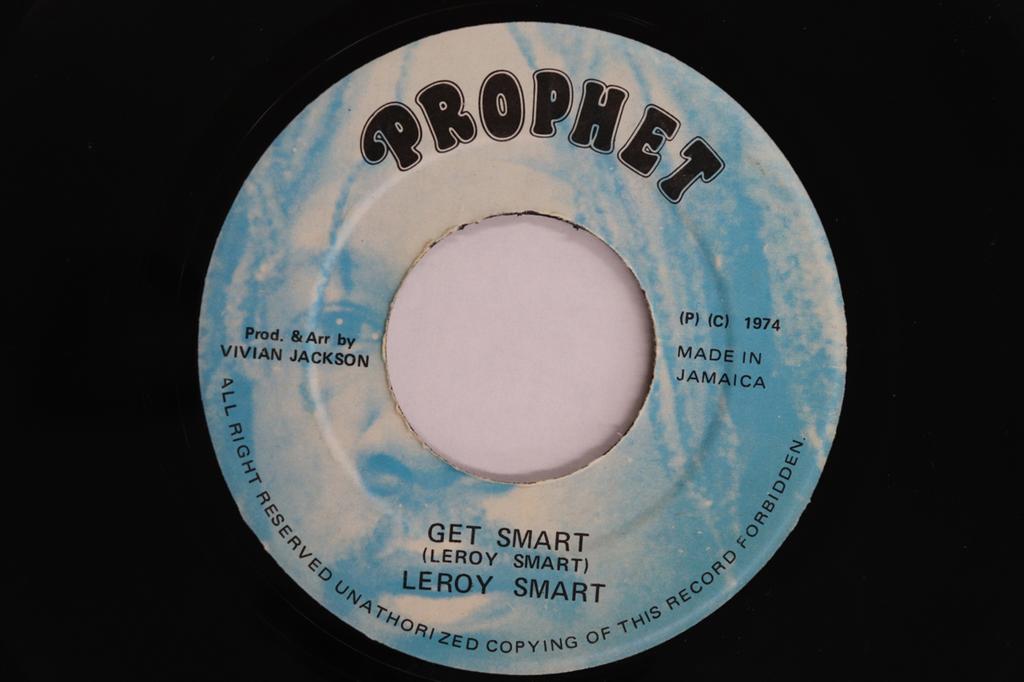 PROPHET
Prod. & Arr by
VIVIAN JACKSON
(P) (C) 1974
MADE IN
JAMAICA
GET SMART
(LEROY SMART)
LEROY SMART
ALL RIGHT RESERVED UNATHORIZED COPYING OF THIS RECORD FORBIDDEN.